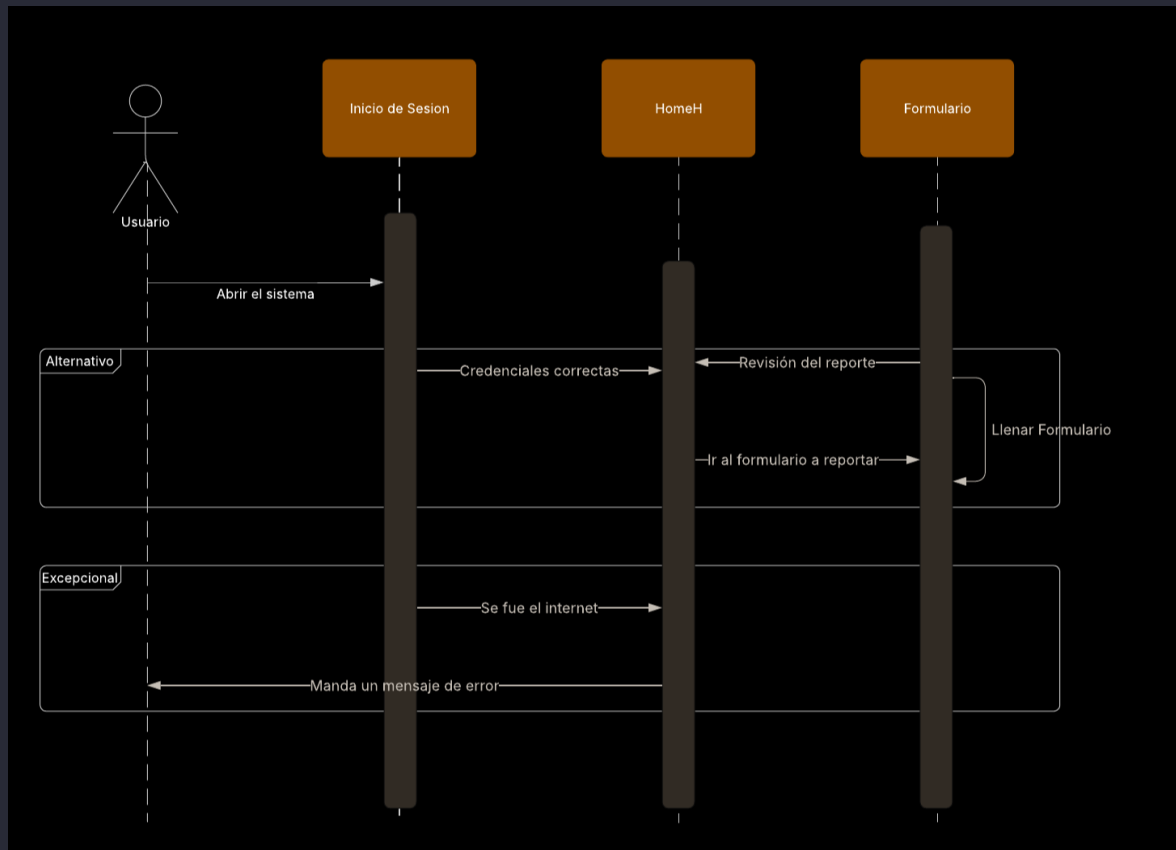 Inicio de Sesion
HomeH
Formulario
Usuario
Abrir el sistema
Alternativo
Revisión del reporte
Credenciales correctas
Llenar Formulario
Ir al formulario a reportar
Excepcional
Se fue el internet
Manda un mensaje de error